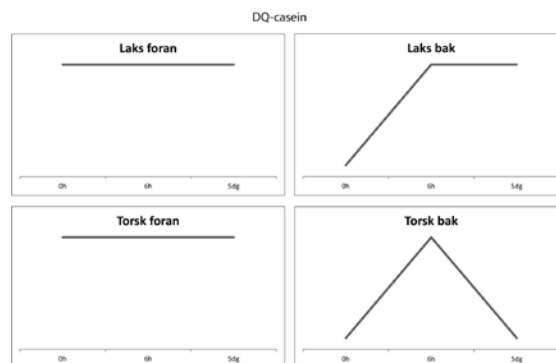 DQ-casein
Laks foran
0h 6h 5dg
Laks bak
0h 6h 5dg
Torsk foran
0h 6h 5dg
Torsk bak
0h 6h 5dg